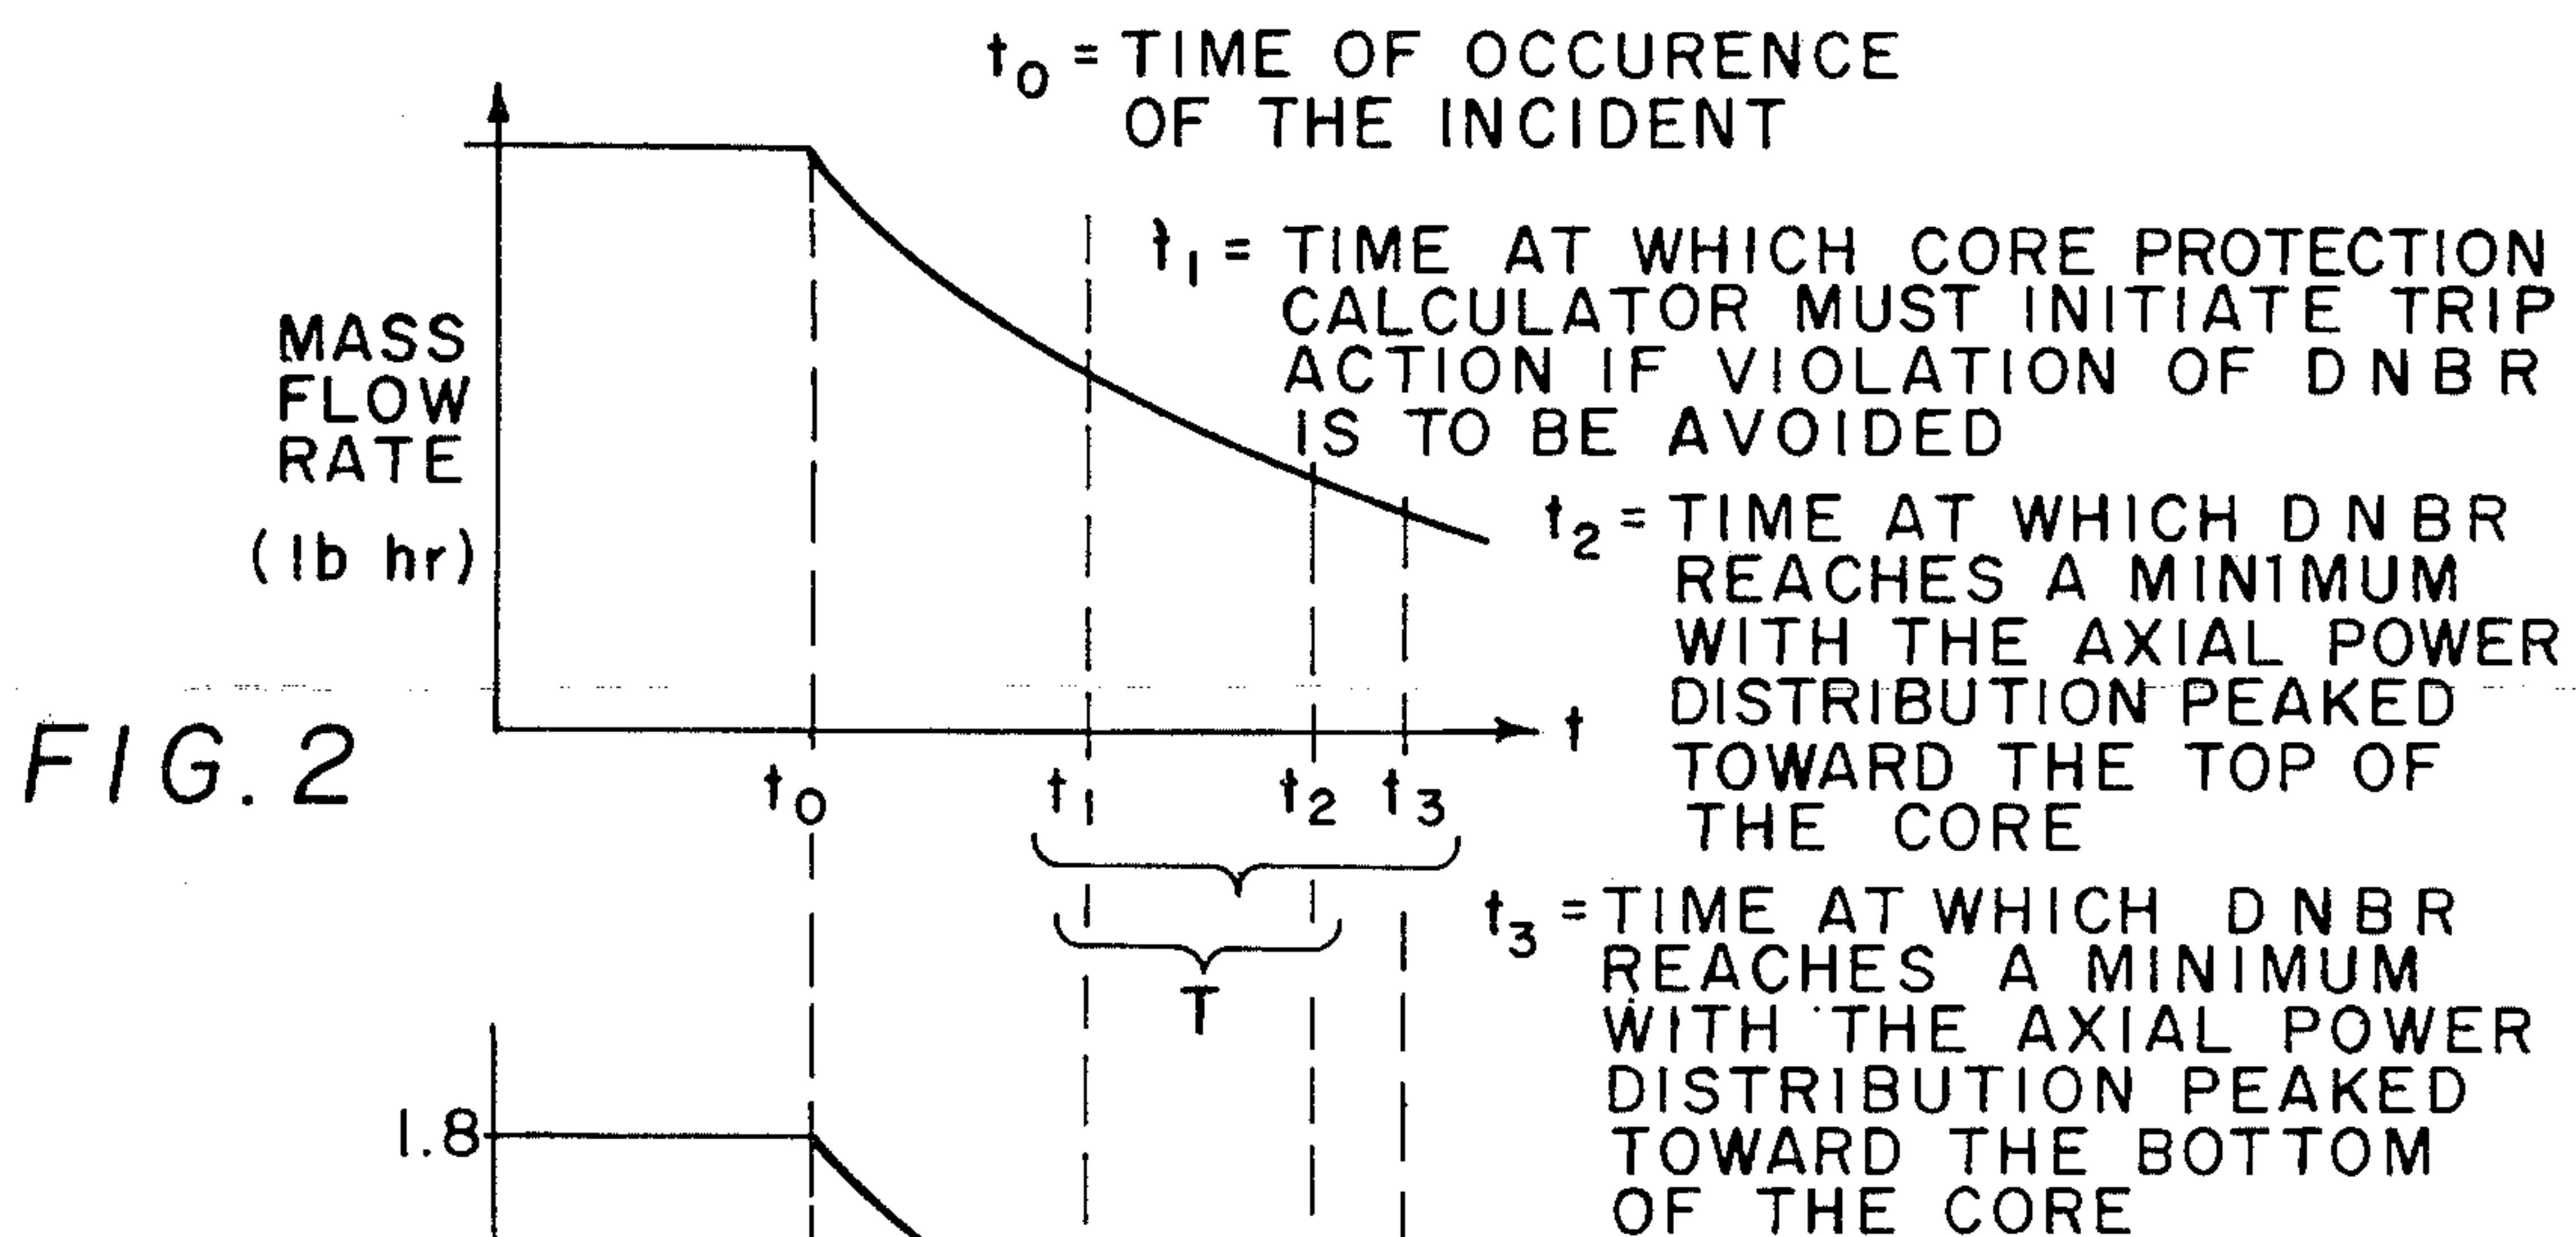 t0 = TIME OF OCCURENCE
OF THE INCIDENT
t1 = TIME AT WHICH CORE PROTECTION
CALCULATOR MUST INITIATE TRIP
ACTION IF VIOLATION OF DNBR
IS TO BE AVOIDED
MASS
FLOW
RATE
(lb hr)
t2 = TIME AT WHICH DNBR
REACHES A MINIMUM
WITH THE AXIAL POWER
DISTRIBUTION PEAKED
TOWARD THE TOP OF
THE CORE
t
FIG. 2
t0 t1 t2 t3
t3 = TIME AT WHICH DNBR
REACHES A MINIMUM
WITH THE AXIAL POWER
DISTRIBUTION PEAKED
TOWARD THE BOTTOM
OF THE CORE
T
1.8